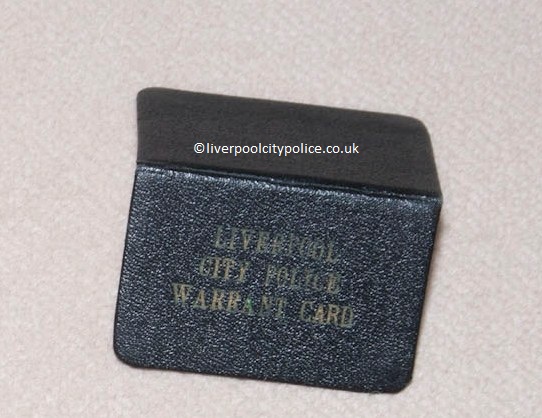 ©liverpoolcitypolice.co.uk
LIVERPOOL
CITY POLICE
WARRANT CARD